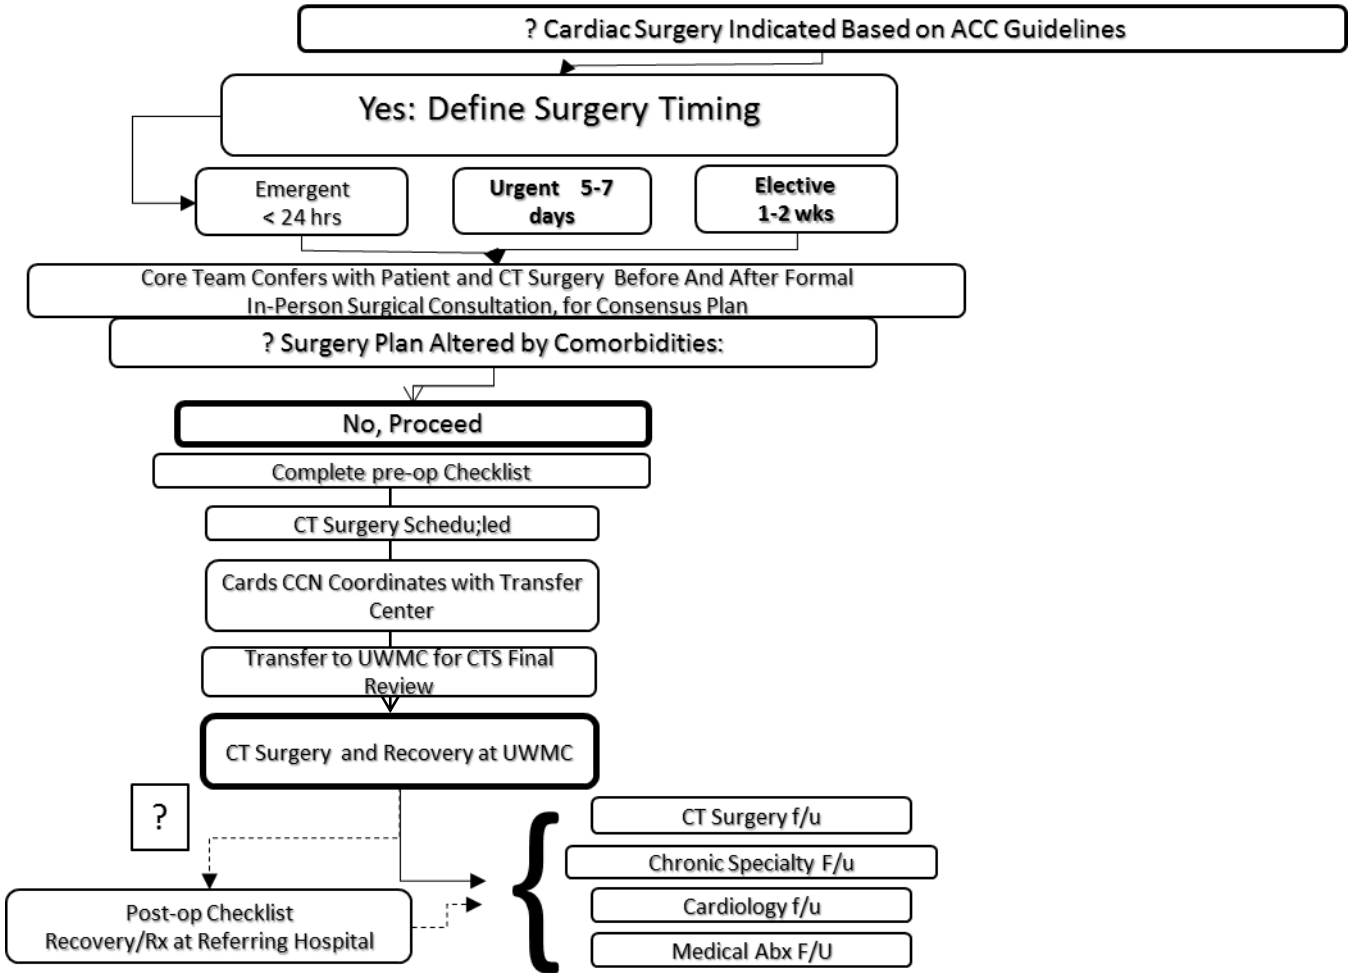 ? Cardiac Surgery Indicated Based on ACC Guidelines
Yes: Define Surgery Timing
Emergent
< 24 hrs
Urgent 5-7
days
Elective
1-2 wks
Core Team Confers with Patient and CT Surgery Before And After Formal
In-Person Surgical Consultation, for Consensus Plan
? Surgery Plan Altered by Comorbidities:
No, Proceed
Complete pre-op Checklist
CT Surgery Schedu;led
Cards CCN Coordinates with Transfer
Center
Transfer to UWMC for CTS Final
Review
CT Surgery and Recovery at UWMC
?
Post-op Checklist
Recovery/Rx at Referring Hospital
CT Surgery f/u
Chronic Specialty F/u
Cardiology f/u
Medical Abx F/U